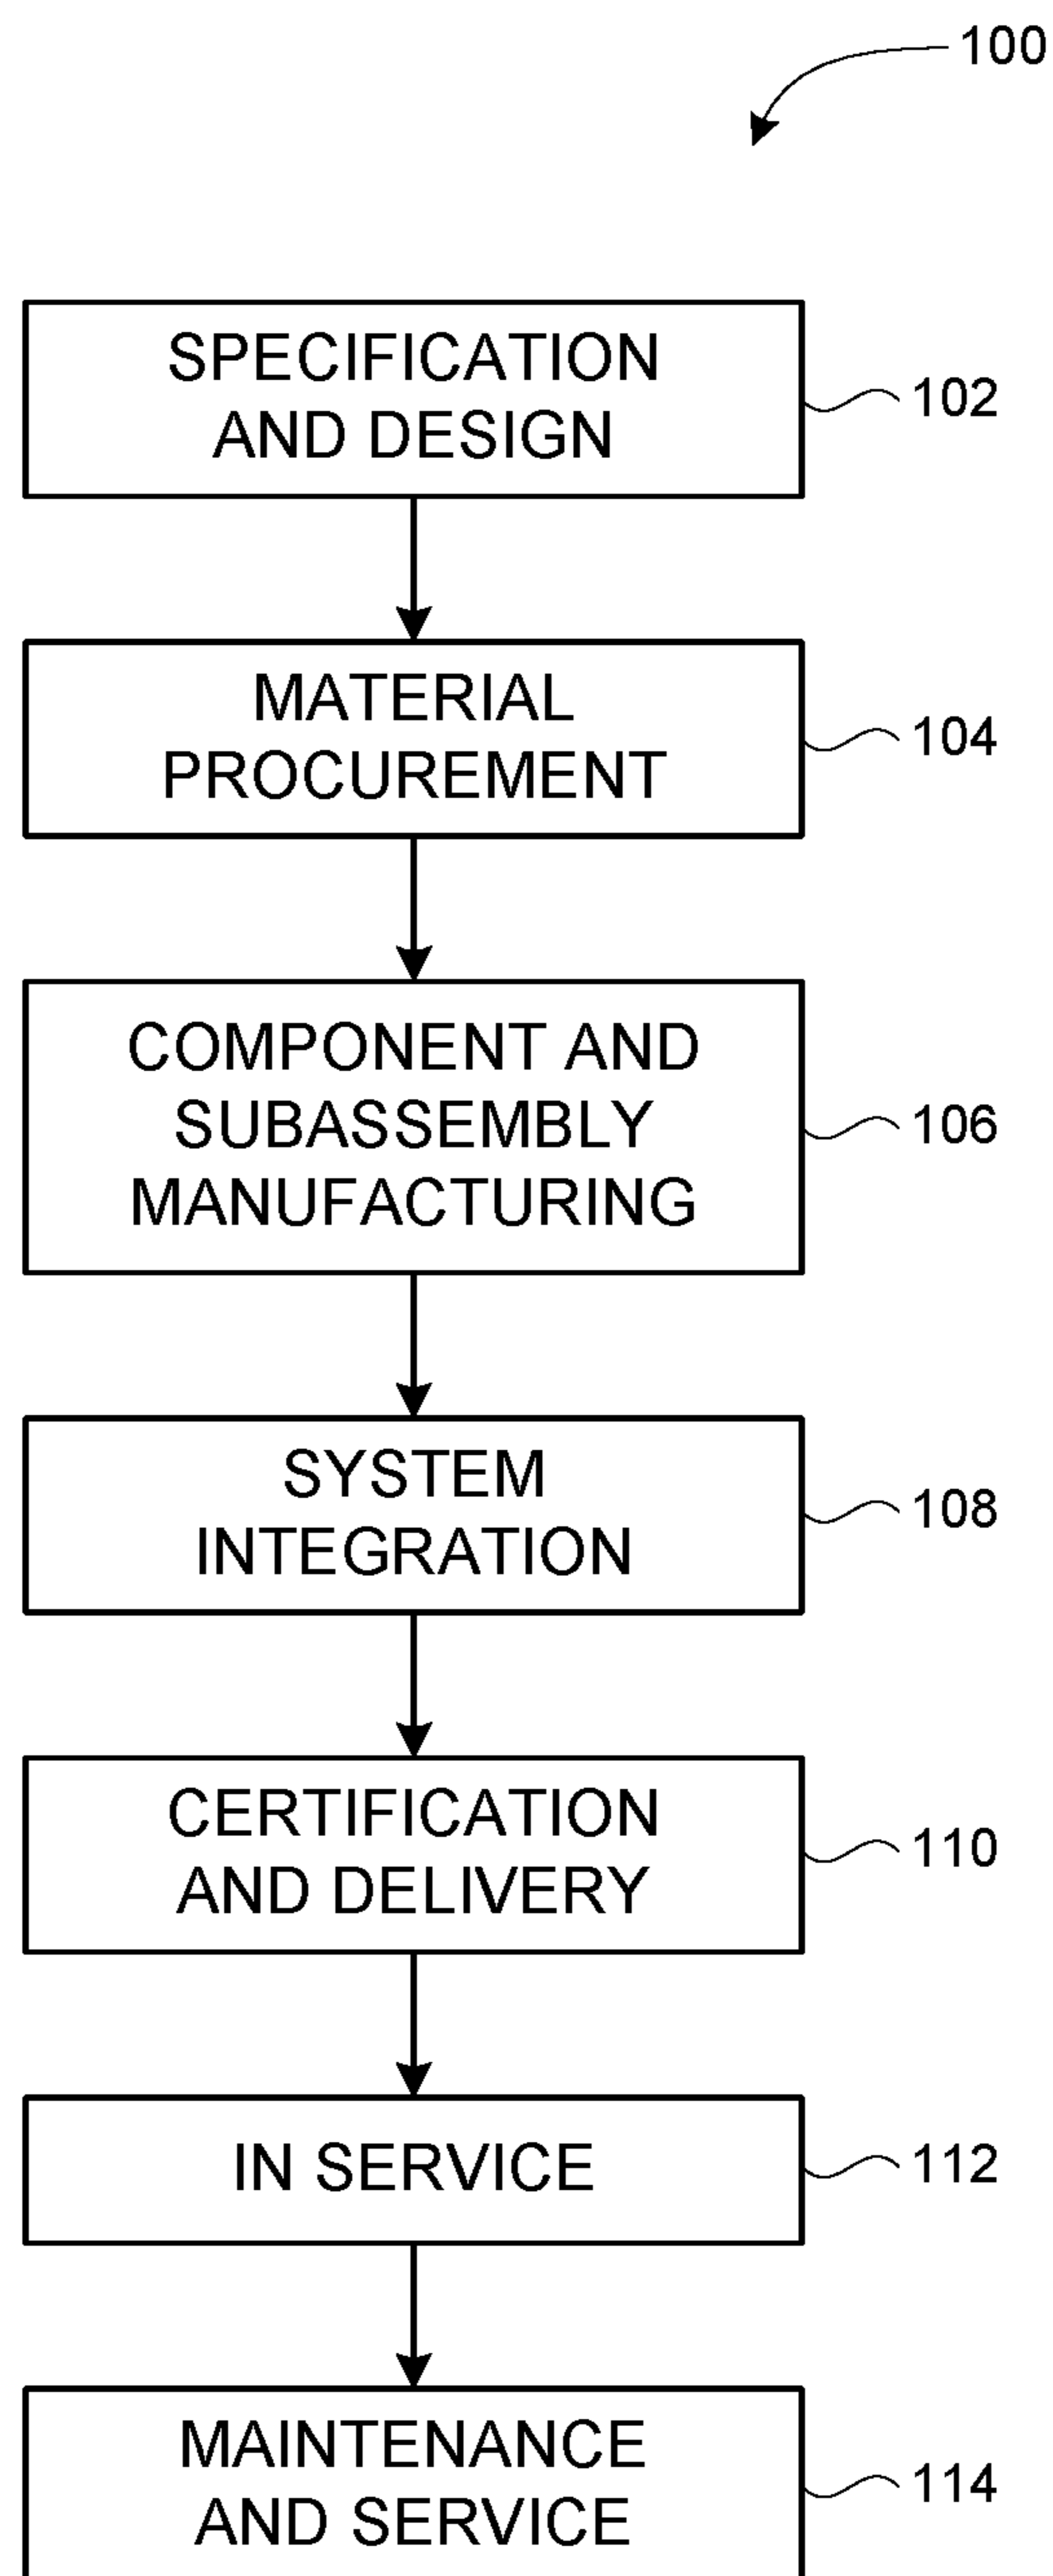 100
SPECIFICATION
AND DESIGN
102
MATERIAL
PROCUREMENT
104
COMPONENT AND
SUBASSEMBLY
MANUFACTURING
106
SYSTEM
INTEGRATION
108
CERTIFICATION
AND DELIVERY
110
IN SERVICE
112
MAINTENANCE
AND SERVICE
114